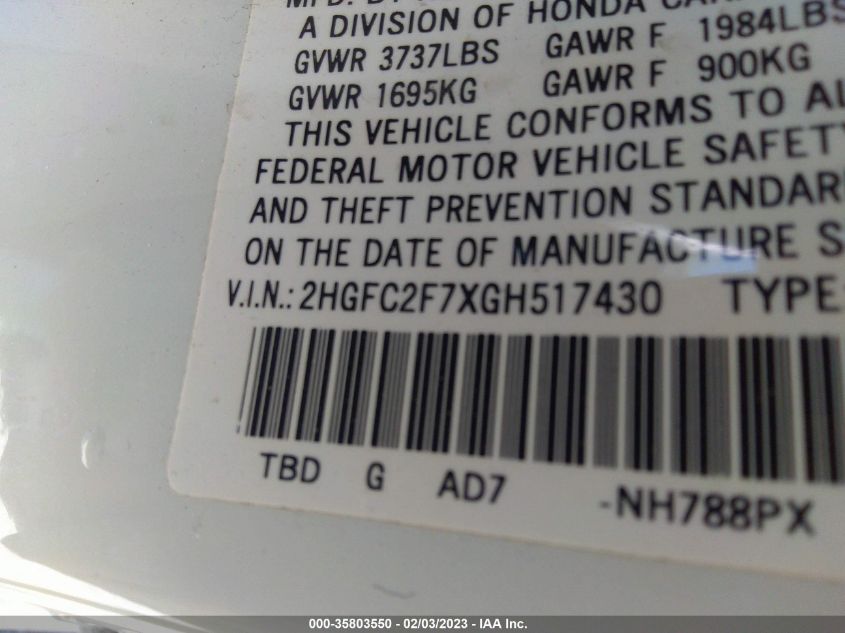 A DIVISION OF HONDA
GVWR 3737LBS GAWR F 1984LBS
GVWR 1695KG GAWR F 900KG
THIS VEHICLE CONFORMS TO
FEDERAL MOTOR VEHICLE SAFETY
AND THEFT PREVENTION
ON THE DATE OF MANUFACTURE
V.I.N.: 2HGFC2F7XGH517430 TYPE:
TBD G AD7 -NH788PX
000-35803550 - 02/03/2023 - IAA Inc.